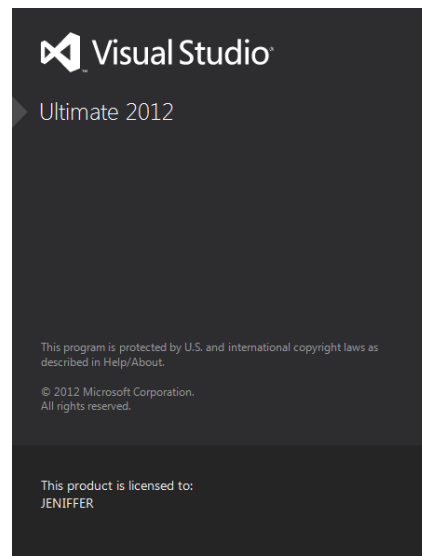 Visual Studio®
Ultimate 2012
This program is protected by U.S. and international copyright laws as
described in Help/About.
© 2012 Microsoft Corporation.
All rights reserved.
This product is licensed to:
JENIFFER